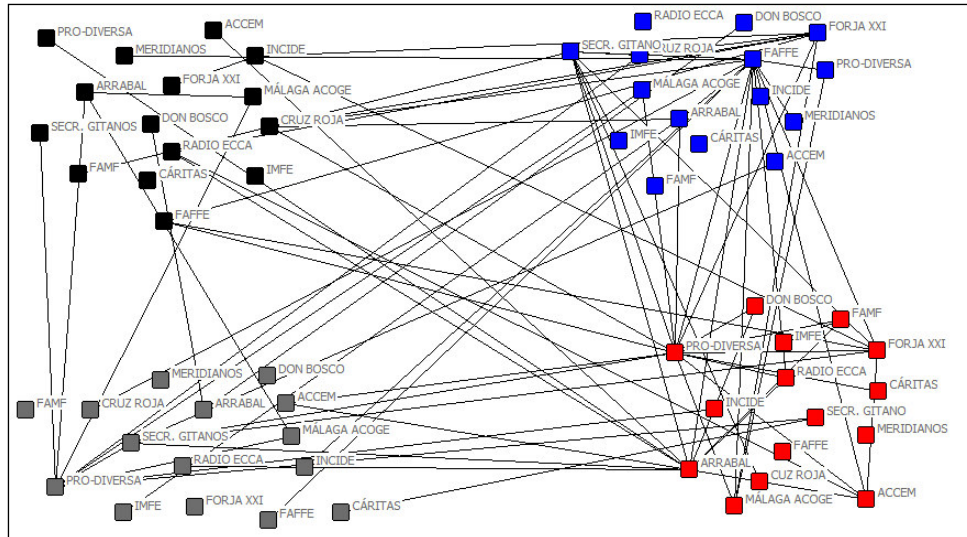 PRO-DIVERSA
ACCEM
MERIDIANOS
INCIDE
FORJA XXI
ARRABAL
MÁLAGA ACOGE
DON BOSCO
CRUZ ROJA
SECR. GITANOS
RADIO ECCA
FAMF
CÁRITAS
IMFE
FAFFE
RADIO ECCA
DON BOSCO
FORJA XXI
SECR. GITANO
CRUZ ROJA
FAFFE
PRO-DIVERSA
MÁLAGA ACOGE
INCIDE
ARRABAL
MERIDIANOS
IMFE
CÁRITAS
ACCEM
FAMF
MERIDIANOS
DON BOSCO
FAMF
CRUZ ROJA
ARRABAL
ACCEM
SECR. GITANOS
MÁLAGA ACOGE
RADIO ECCA
INCIDE
PRO-DIVERSA
IMFE
FORJA XXI
FAFFE
CÁRITAS
DON BOSCO
FAMF
IMFE
PRO-DIVERSA
FORJA XXI
RADIO ECCA
CÁRITAS
INCIDE
SECR. GITANO
MERIDIANOS
FAFFE
ARRABAL
CUZ ROJA
MÁLAGA ACOGE
ACCEM